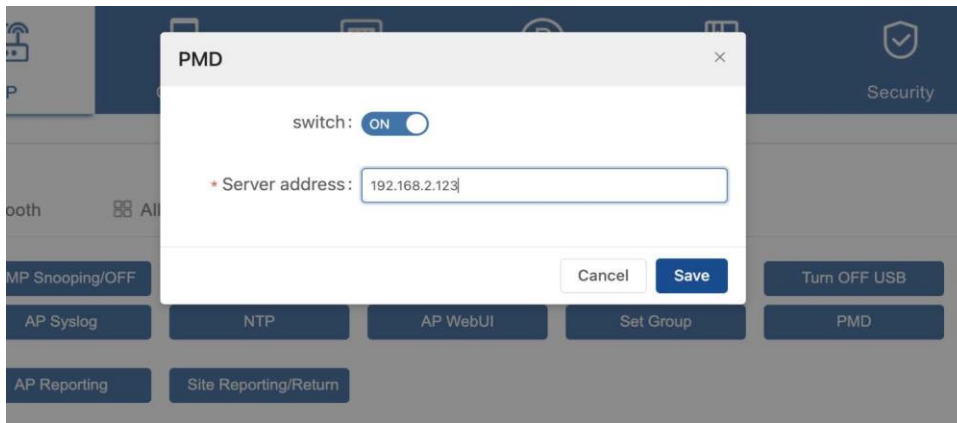 PMD
P
Security
switch: ON
* Server address: 192.168.2.123
ooth
All
Cancel Save
MP Snooping/OFF
Turn OFF USB
AP Syslog
NTP
AP WebUI
Set Group
PMD
AP Reporting
Site Reporting/Return